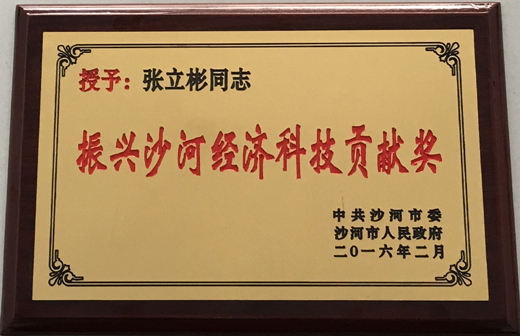 授予：张立彬同志
振兴沙河经济科技贡献奖
中共沙河市委
沙河市人民政府
二0一六年二月